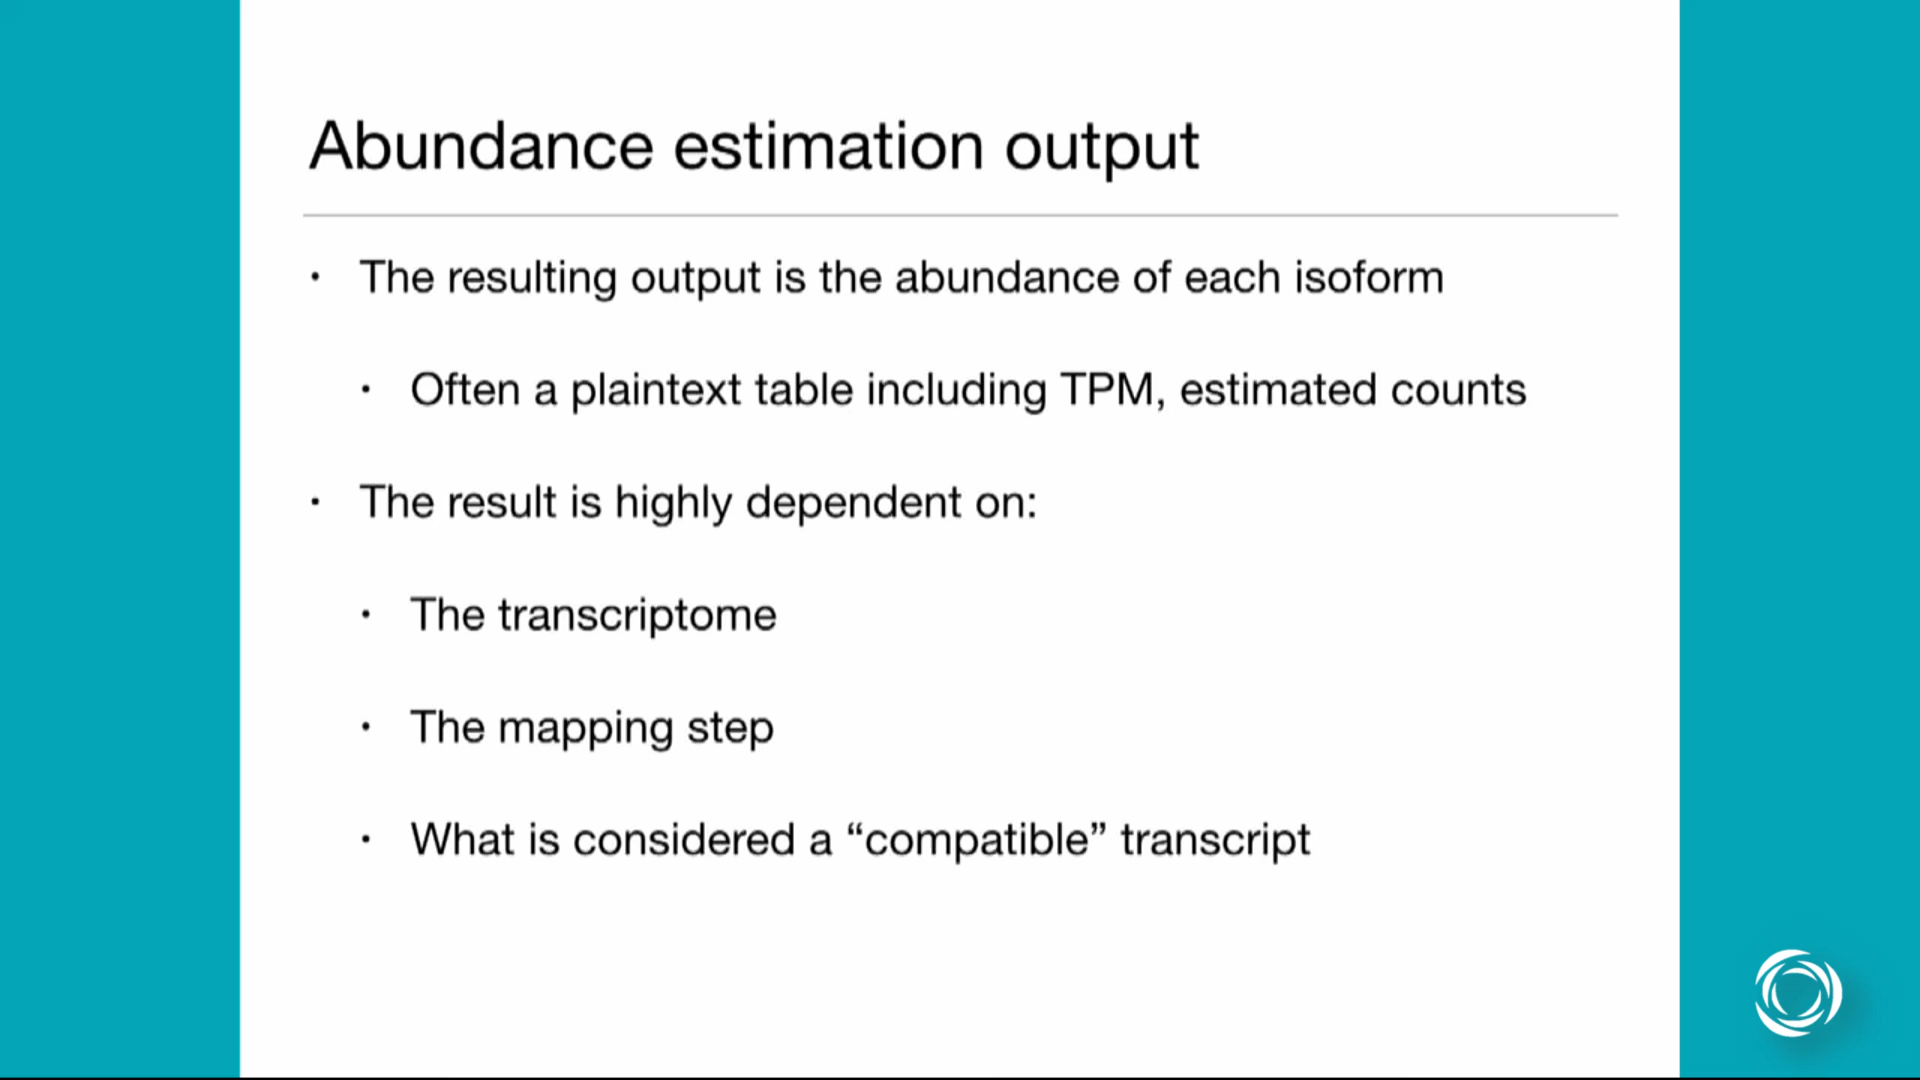 Abundance estimation output
• The resulting output is the abundance of each isoform
• Often a plaintext table including TPM, estimated counts
• The result is highly dependent on:
• The transcriptome
• The mapping step
• What is considered a “compatible” transcript